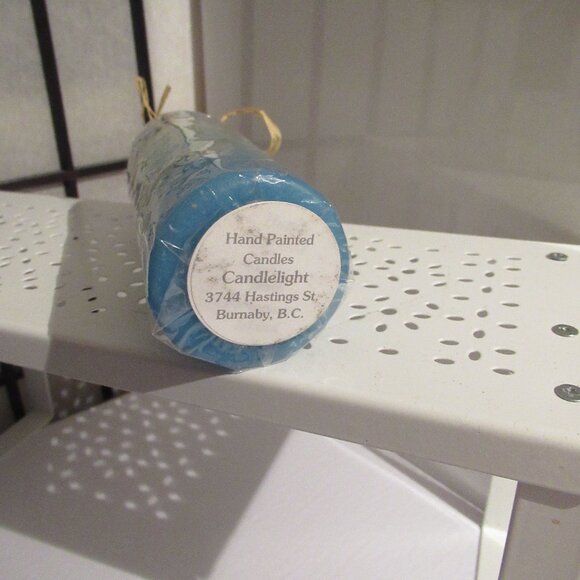 Hand Painted
Candles
Candlelight
3744 Hastings St,
Burnaby, B.C.